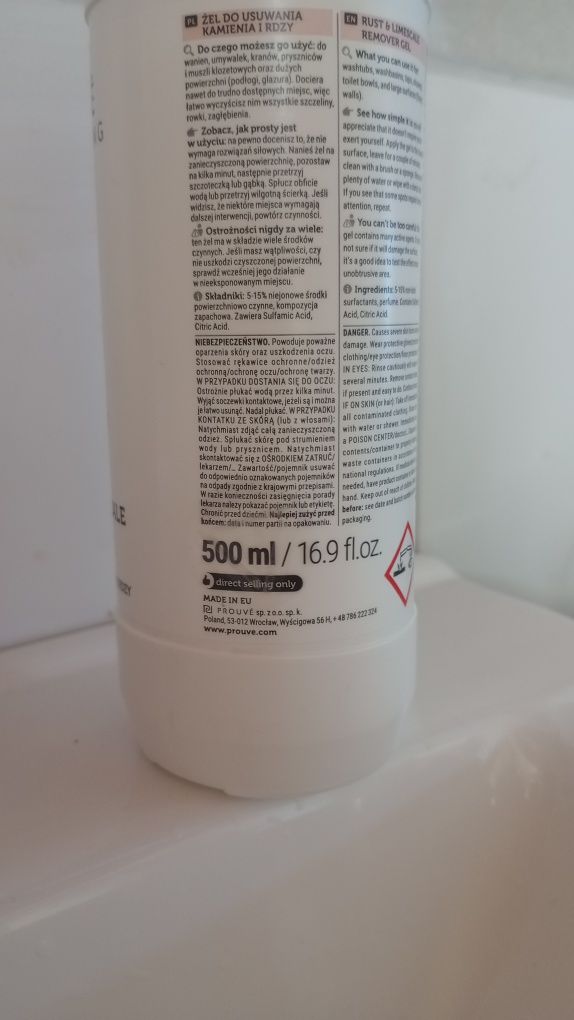 PL ŻEL DO USUWANIA
KAMIENIA I RDZY
Do czego możesz go użyć: do
wanien, umywalek, kranów, pryszniców
i muszli klozetowych oraz dużych
powierzchni (podłogi, glazura). Dociera
nawet do trudno dostępnych miejsc, więc
łatwo wyczyścisz nim wszystkie szczeliny,
rowki, zagłębienia.
Zobacz, jak prosty jest
w użyciu: na pewno docenisz to, że nie
wymaga rozwiązań siłowych. Nanieś żel na
zanieczyszczoną powierzchnię, pozostaw
na kilka minut, następnie przetrzyj
szczoteczką lub gąbką. Spłucz obficie
wodą lub przetrzyj wilgotną ścierką. Jeśli
widzisz, że niektóre miejsca wymagają
dalszej interwencji, powtórz czynności.
Ostrożności nigdy za wiele:
ten żel ma w składzie wiele środków
czynnych. Jeśli masz wątpliwości, czy
nie uszkodzi czyszczonej powierzchni,
sprawdź wcześniej jego działanie
w nieeksponowanym miejscu.
Składniki: 5-15% niejonowe środki
powierzchniowo czynne, kompozycja
zapachowa. Zawiera Sulfamic Acid,
Citric Acid.
NIEBEZPIECZEŃSTWO. Powoduje poważne
oparzenia skóry oraz uszkodzenia oczu.
Stosować rękawice ochronne/odzież
ochronną/ochronę oczu/ochronę twarzy.
W PRZYPADKU DOSTANIA SIĘ DO OCZU:
Ostrożnie płukać wodą przez kilka minut.
Wyjąć soczewki kontaktowe, jeżeli są i można
je łatwo usunąć. Nadal płukać. W PRZYPADKU
KONTAKTU ZE SKÓRĄ (lub z włosami):
Natychmiast zdjąć całą zanieczyszczoną
odzież. Spłukać skórę pod strumieniem
wody lub prysznicem. Natychmiast
skontaktować się z OŚRODKIEM ZATRUĆ/
lekarzem/... Zawartość/pojemnik usuwać
do odpowiednio oznakowanych pojemników
na odpady zgodnie z krajowymi przepisami.
W razie konieczności zasięgnięcia porady
lekarza należy pokazać pojemnik lub etykietę.
Chronić przed dziećmi. Najlepiej zużyć przed
końcem: data i numer partii na opakowaniu.
EN RUST & LIMESCALE
REMOVER GEL
What you can use it for:
washtubs, washbasins, taps,
toilet bowls, and large surfaces
walls).
See how simple it is
appreciate that it doesn't require
exert yourself. Apply the gel to the
surface, leave for a couple of minutes
clean with a brush or a sponge.
plenty of water or wipe with a
If you see that some spots require
attention, repeat.
You can't be too careful
gel contains many active agents.
not sure if it will damage the
it's a good idea to test the effect
unobtrusive area.
Ingredients: 5-15%
surfactants, perfume. Contains
Acid, Citric Acid.
DANGER. Causes severe skin burns
damage. Wear protective gloves
clothing/eye protection/face
IN EYES: Rinse cautiously with
several minutes. Remove contact
if present and easy to do. Continue
IF ON SKIN (or hair): Take off
all contaminated clothing.
with water or shower. Immediately
a POISON CENTER/doctor/
contents/container to
waste containers in
national regulations. If medical
needed, have product container
hand. Keep out of reach of
before: see date and batch number
packaging.
500 ml / 16.9 fl.oz.
direct selling only
MADE IN EU
PROUVÉ sp. z o.o. sp. k.
Poland, 53-012 Wrocław, Wyścigowa 56 H, + 48 786 222 324
www.prouve.com